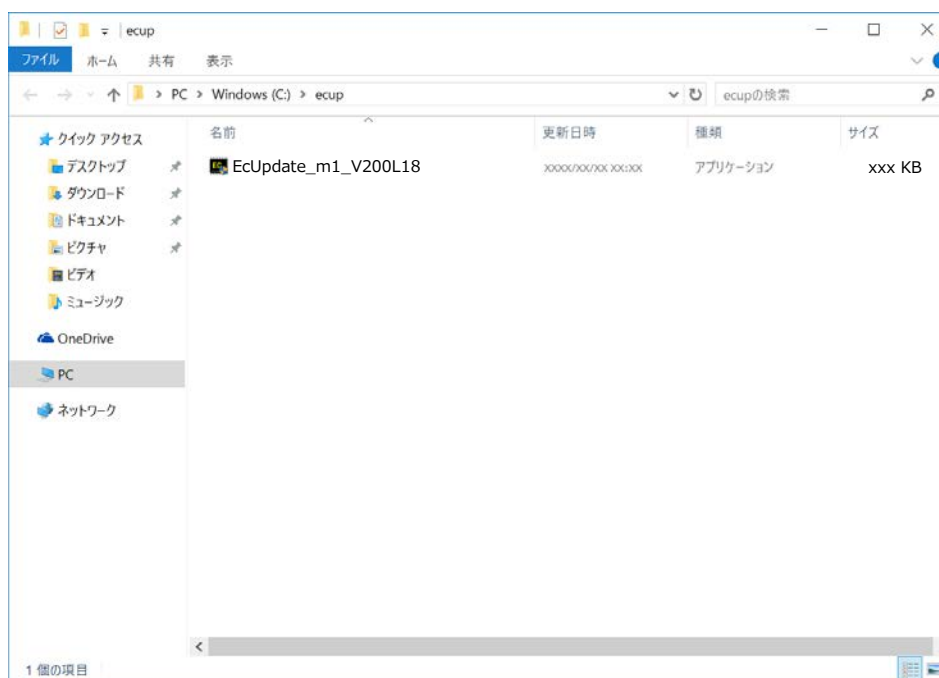 ecup
ファイル ホーム 共有 表示
PC > Windows (C:) > ecup ecupの検索
名前 更新日時 種類 サイズ
クイック アクセス
EcUpdate_m1_V200L18 xxxx/xx/xx xx:xx アプリケーション xxx KB
デスクトップ
ダウンロード
ドキュメント
ピクチャ
ビデオ
ミュージック
OneDrive
PC
ネットワーク
1 個の項目